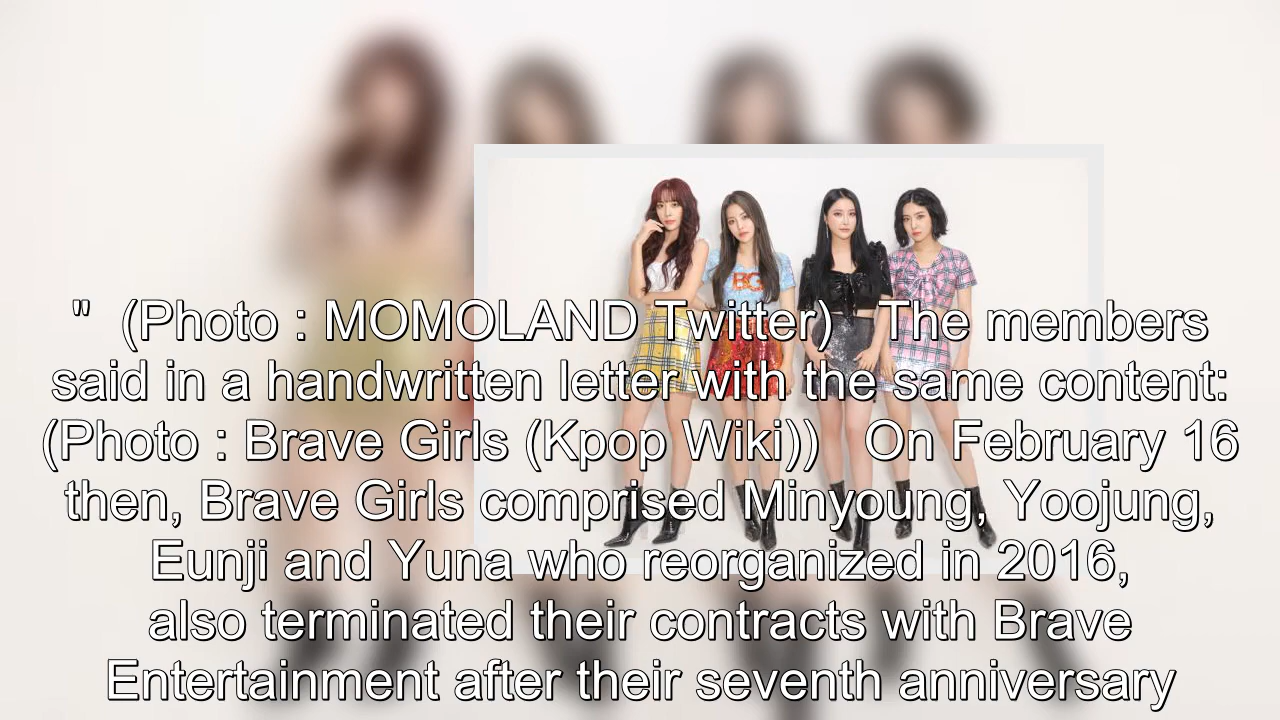 BG
"  (Photo : MOMOLAND Twitter)   The members
said in a handwritten letter with the same content:
(Photo : Brave Girls (Kpop Wiki))   On February 16
then, Brave Girls comprised Minyoung, Yoojung,
Eunji and Yuna who reorganized in 2016,
also terminated their contracts with Brave
Entertainment after their seventh anniversary